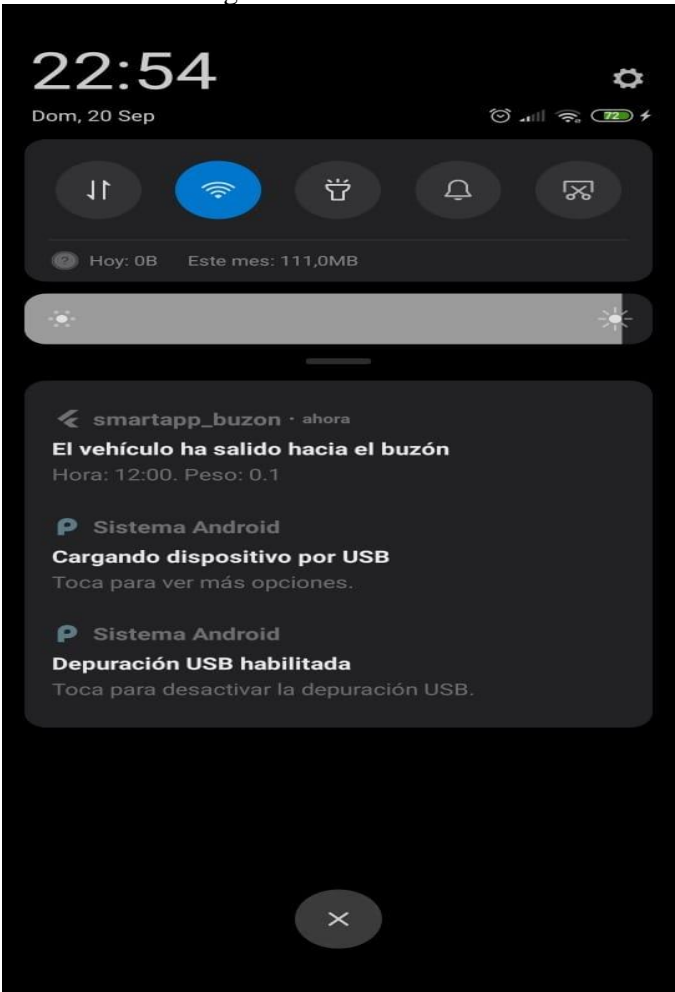 22:54
Dom, 20 Sep
72
Hoy: 0B Este mes: 111,0MB
smartapp_buzon · ahora
El vehículo ha salido hacia el buzón
Hora: 12:00. Peso: 0.1
Sistema Android
Cargando dispositivo por USB
Toca para ver más opciones.
Sistema Android
Depuración USB habilitada
Toca para desactivar la depuración USB.